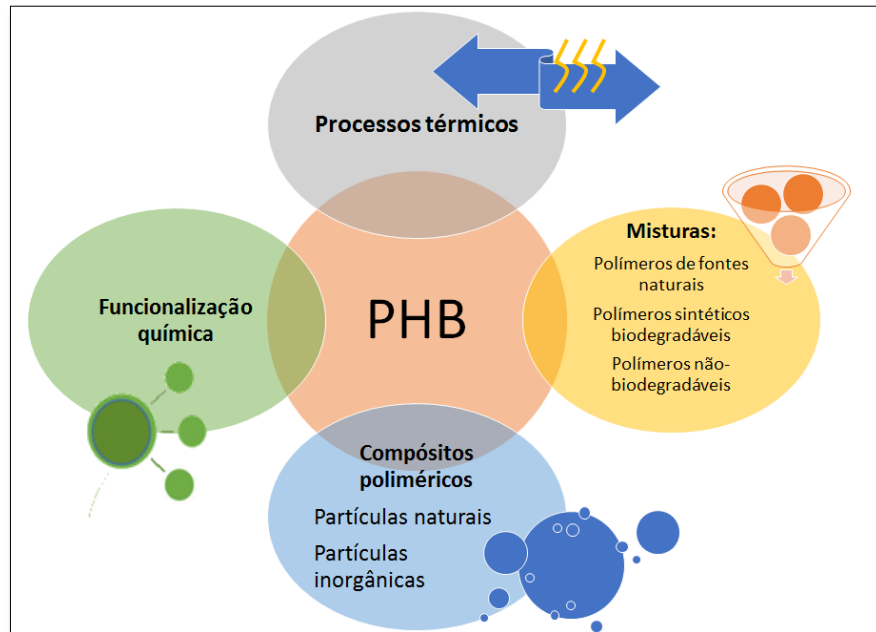 Processos térmicos
Funcionalização
química
PHB
Misturas:
Polímeros de fontes
naturais
Polímeros sintéticos
biodegradáveis
Polímeros não-
biodegradáveis
Compósitos
poliméricos
Partículas naturais
Partículas
inorgânicas